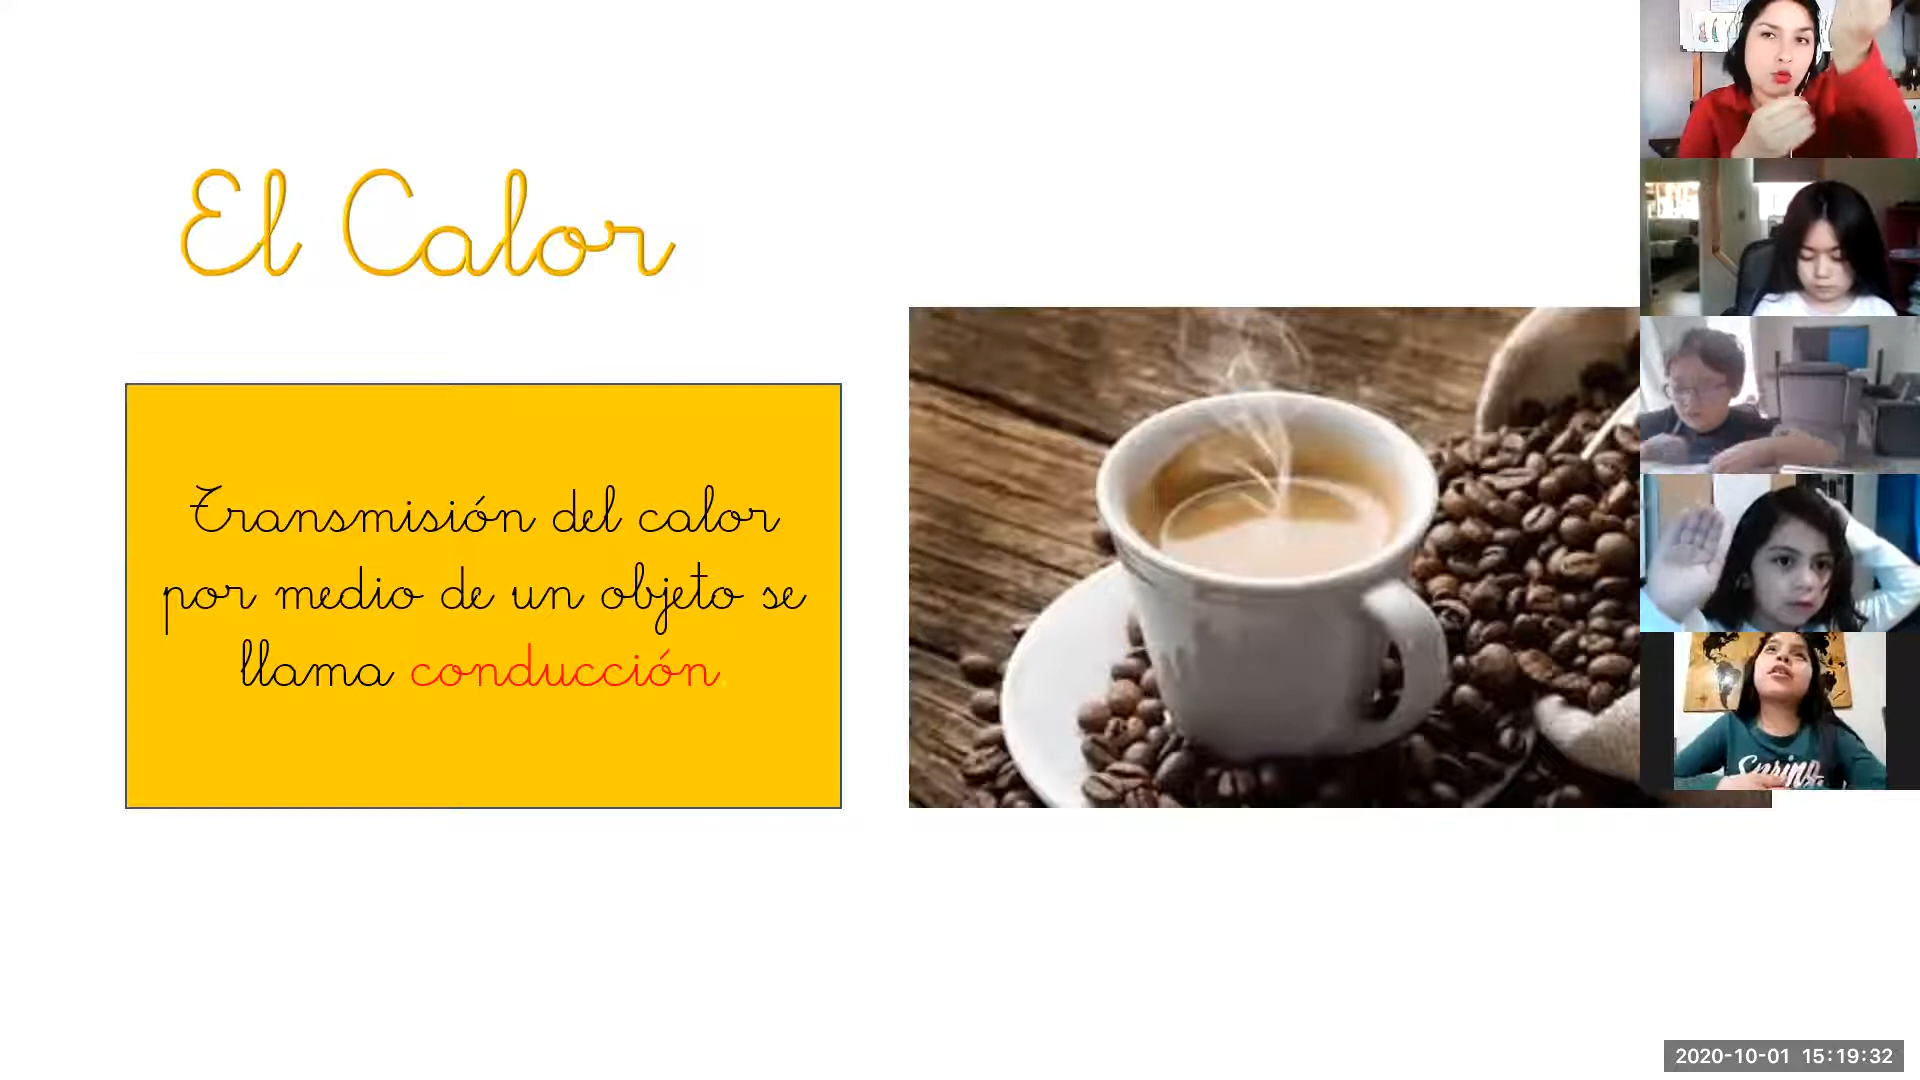 El Calor
Transmisión del calor
por medio de un objeto se
llama conducción.
Spring
2020-10-01 15:19:32